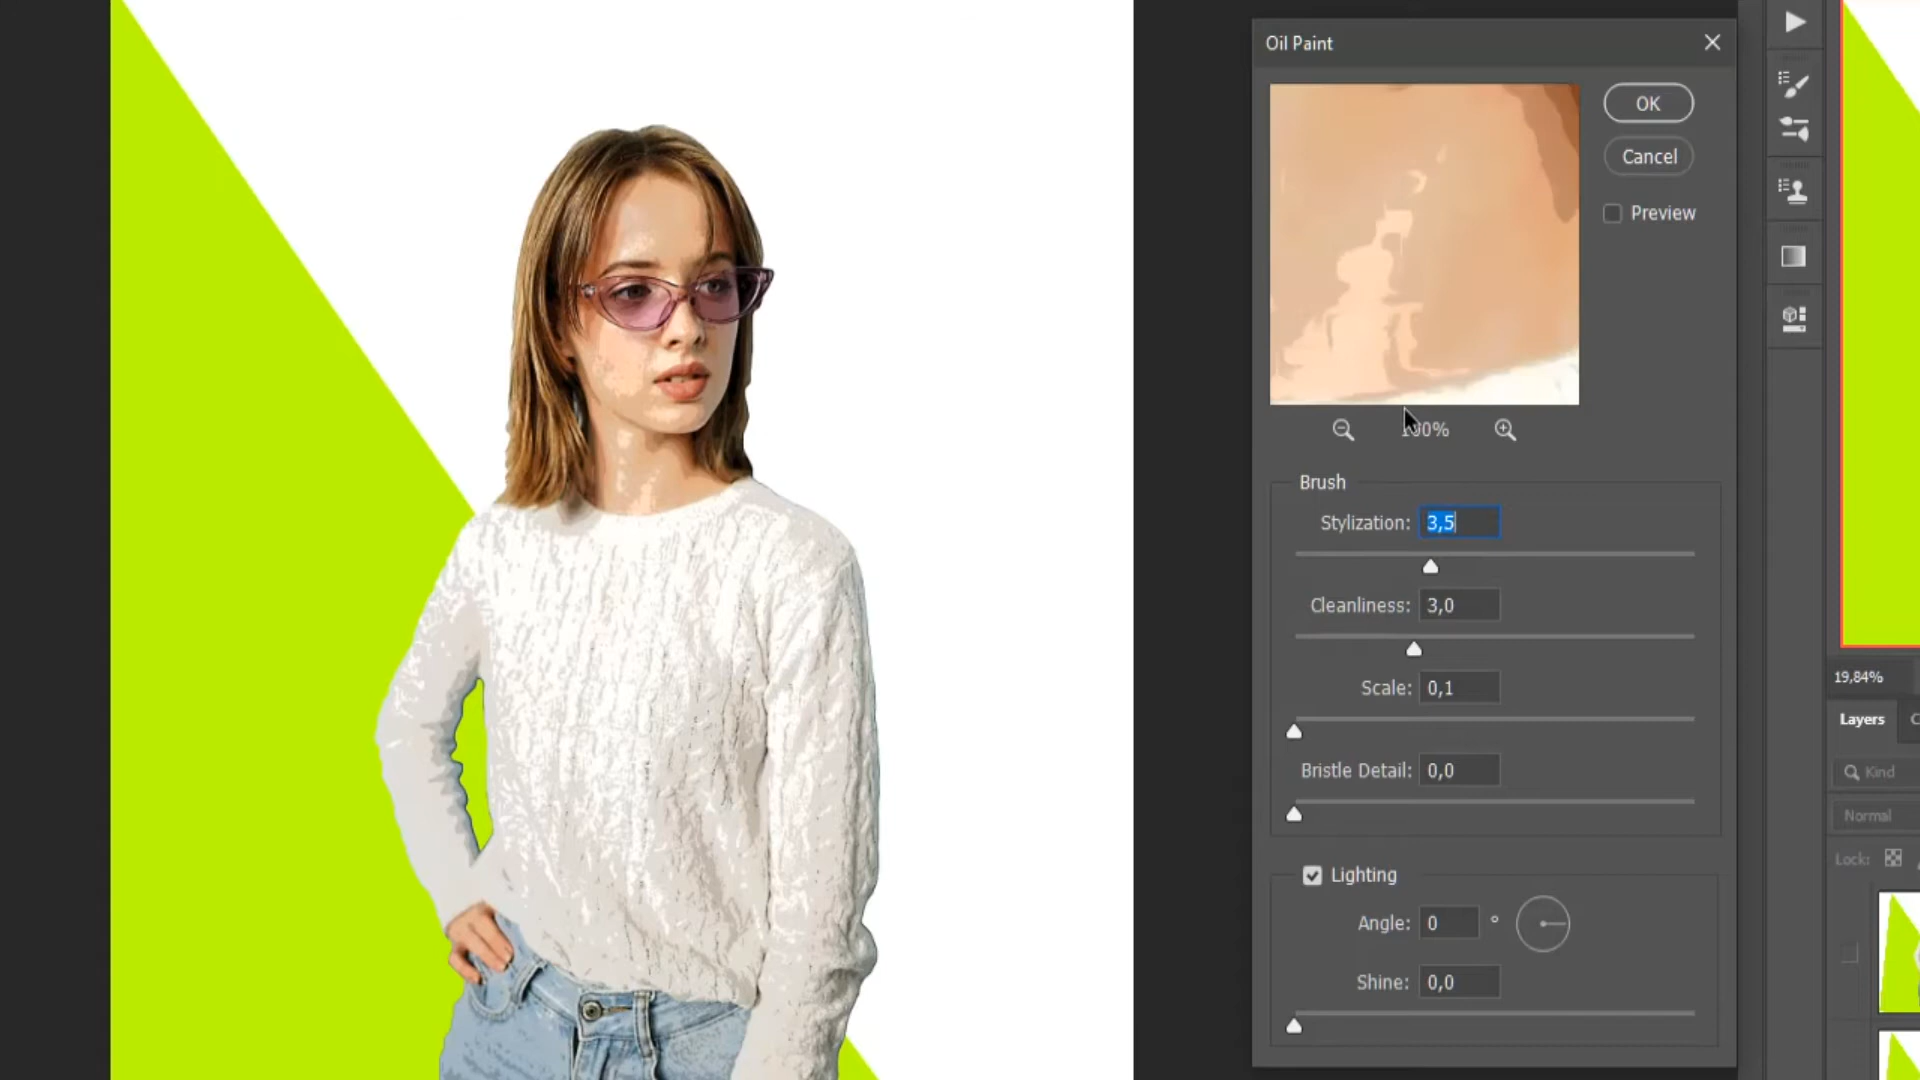 Oil Paint
OK
Cancel
Preview
100%
Brush
Stylization: 3,5
Cleanliness: 3,0
Scale: 0,1
Bristle Detail: 0,0
Lighting
Angle: 0 °
Shine: 0,0
19,84%
Layers
Kind
Normal
Lock: